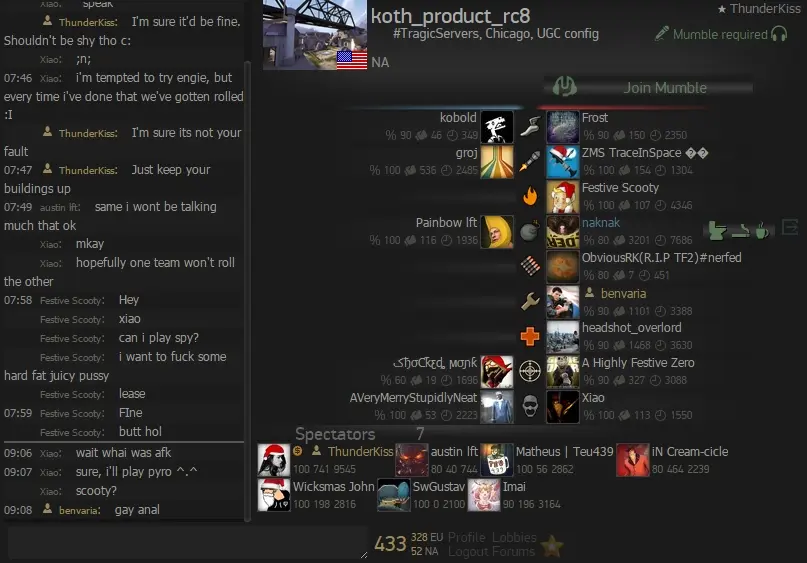 Xiao: speak
ThunderKiss: I'm sure it'd be fine.
Shouldn't be shy tho c:
Xiao: ;n;
07:46 Xiao: i'm tempted to try engie, but
every time i've done that we've gotten rolled
:I
ThunderKiss: I'm sure its not your
fault
07:47 ThunderKiss: Just keep your
buildings up
07:49 austin lft: same i wont be talking
much that ok
Xiao: mkay
Xiao: hopefully one team won't roll
the other
07:58 Festive Scooty: Hey
Festive Scooty: xiao
Festive Scooty: can i play spy?
Festive Scooty: i want to fuck some
hard fat juicy pussy
Festive Scooty: lease
07:59 Festive Scooty: FIne
Festive Scooty: butt hol
09:06 Xiao: wait whai was afk
09:07 Xiao: sure, i'll play pyro ^.^
Xiao: scooty?
09:08 benvaria: gay anal
koth_product_rc8
#TragicServers, Chicago, UGC config
NA
★ ThunderKiss
Mumble required
Join Mumble
kobold
% 90 46 349
Frost
% 90 150 2350
groj
% 100 536 2485
ZMS TraceInSpace ��
% 100 154 1304
Festive Scooty
% 100 107 4346
Painbow lft
% 100 116 1936
naknak
% 80 3201 7686
ObviousRK(R.I.P TF2)#nerfed
% 80 7 451
benvaria
% 90 1101 3388
headshot_overlord
% 90 1468 3630
% 60 19 1696
A Highly Festive Zero
% 90 327 3088
AVeryMerryStupidlyNeat
% 100 53 2223
Xiao
% 100 113 1550
Spectators 7
ThunderKiss
100 741 9545
austin lft
80 40 744
Matheus | Teu439
100 56 2862
iN Cream-cicle
80 464 2239
Wicksmas John
100 198 2816
SwGustav
100 0 2100
Imai
90 196 3164
433 328 EU
52 NA
Profile Lobbies
Logout Forums